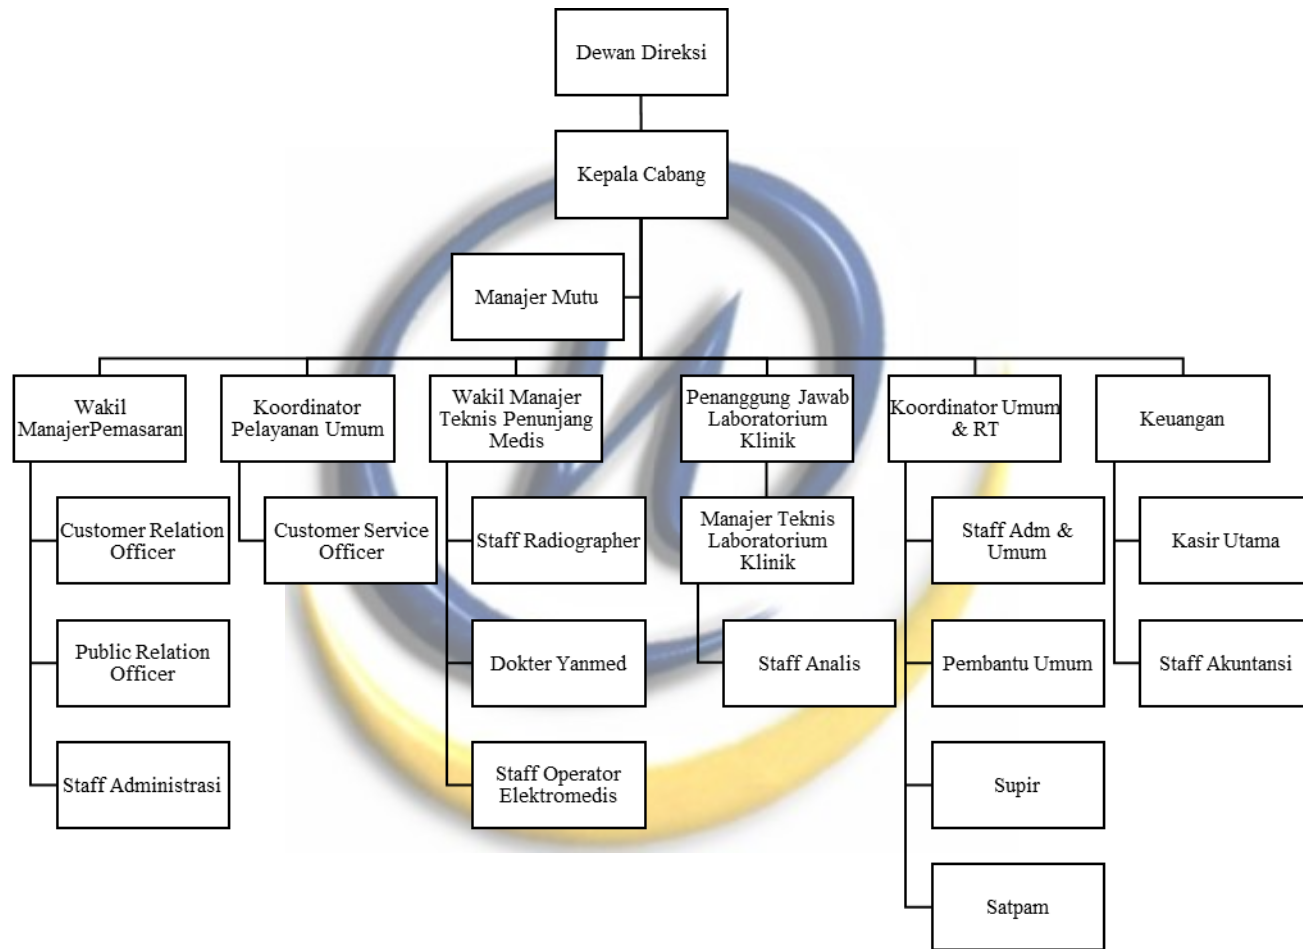 Dewan Direksi
Kepala Cabang
Manajer Mutu
Wakil
ManajerPemasaran
Koordinator
Pelayanan Umum
Wakil Manajer
Teknis Penunjang
Medis
Penanggung Jawab
Laboratorium
Klinik
Koordinator Umum
& RT
Keuangan
Customer Relation
Officer
Customer Service
Officer
Staff Radiographer
Manajer Teknis
Laboratorium
Klinik
Staff Adm &
Umum
Kasir Utama
Public Relation
Officer
Dokter Yanmed
Staff Analis
Pembantu Umum
Staff Akuntansi
Staff Administrasi
Staff Operator
Elektromedis
Supir
Satpam